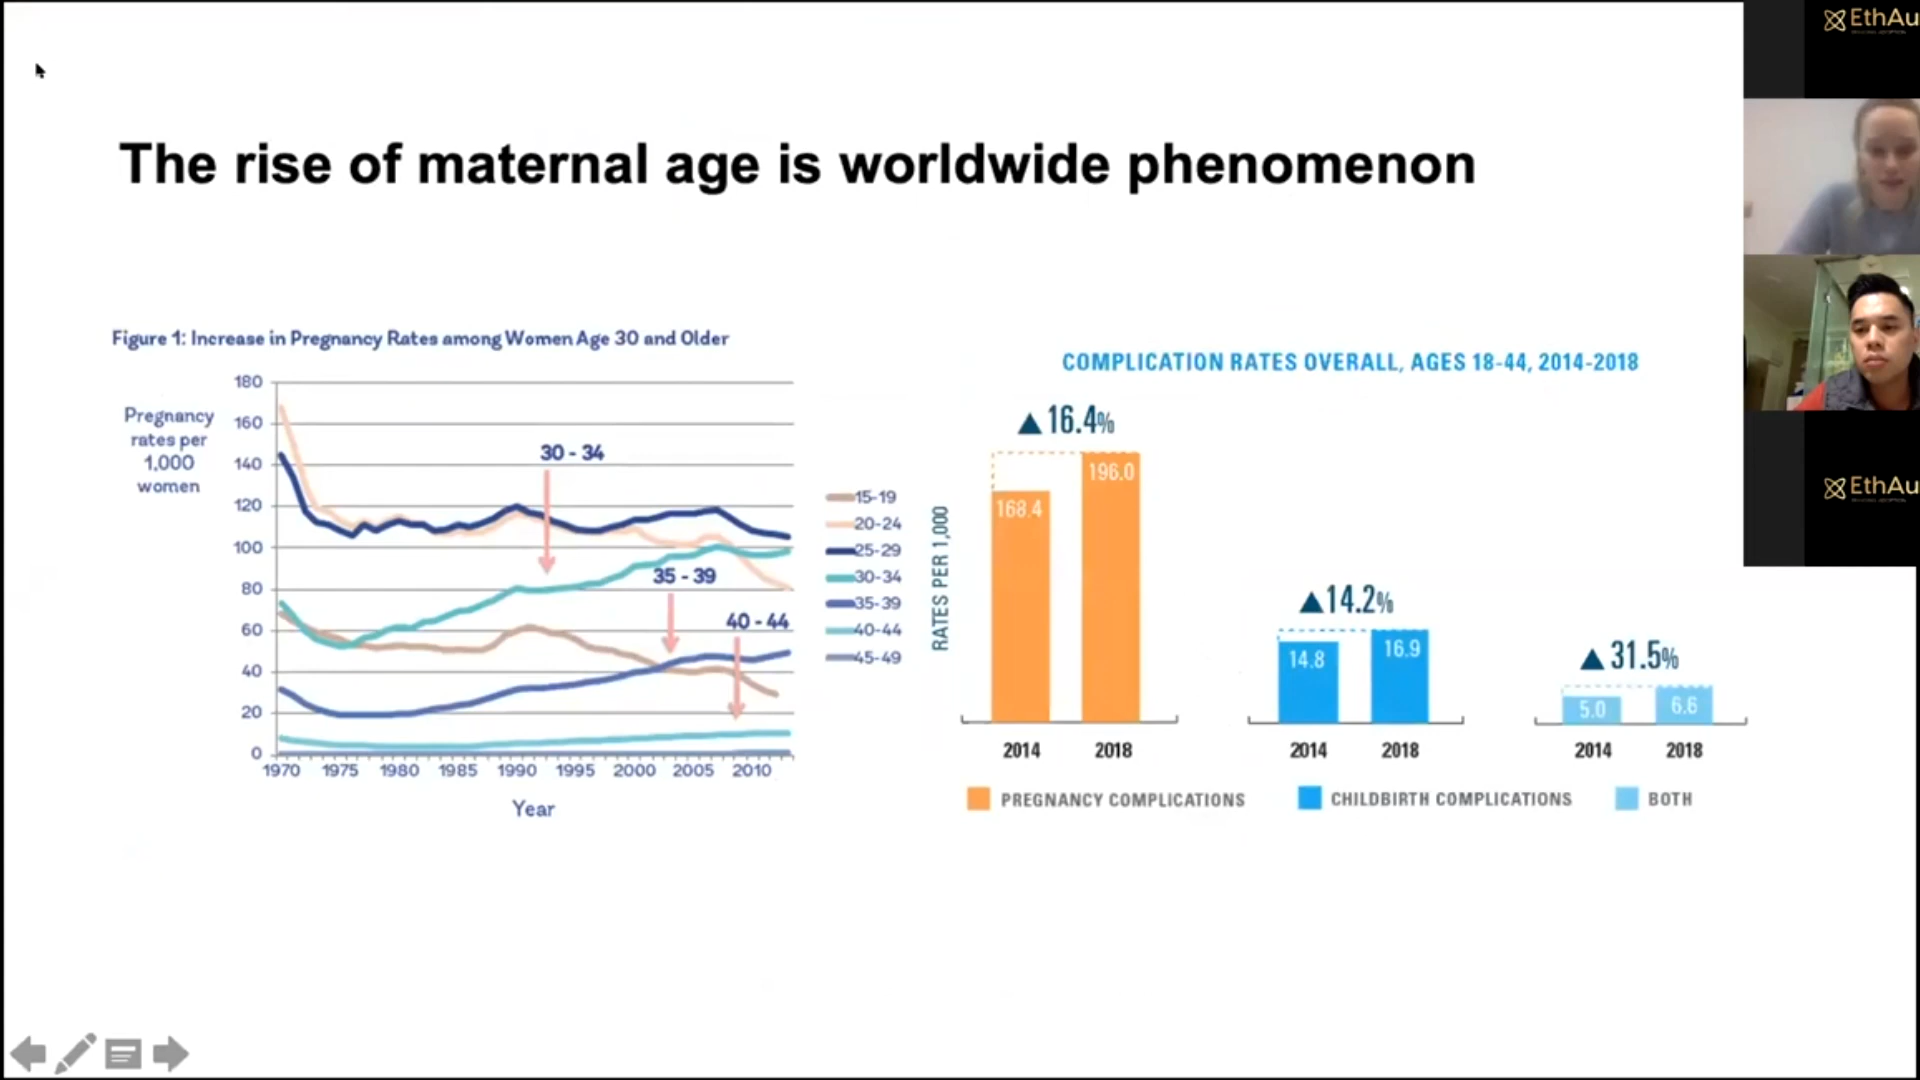 The rise of maternal age is worldwide phenomenon
Figure 1: Increase in Pregnancy Rates among Women Age 30 and Older
Pregnancy
rates per
1,000
women
180
160
140
120
100
80
60
40
20
0
30 - 34
35 - 39
40 - 44
1970 1975 1980 1985 1990 1995 2000 2005 2010
Year
15-19
20-24
25-29
30-34
35-39
40-44
45-49
COMPLICATION RATES OVERALL, AGES 18-44, 2014-2018
RATES PER 1,000
▲ 16.4%
168.4
196.0
2014 2018
▲14.2%
14.8
16.9
2014 2018
▲ 31.5%
5.0
6.6
2014 2018
PREGNANCY COMPLICATIONS
CHILDBIRTH COMPLICATIONS
BOTH
EthAu
EthAu